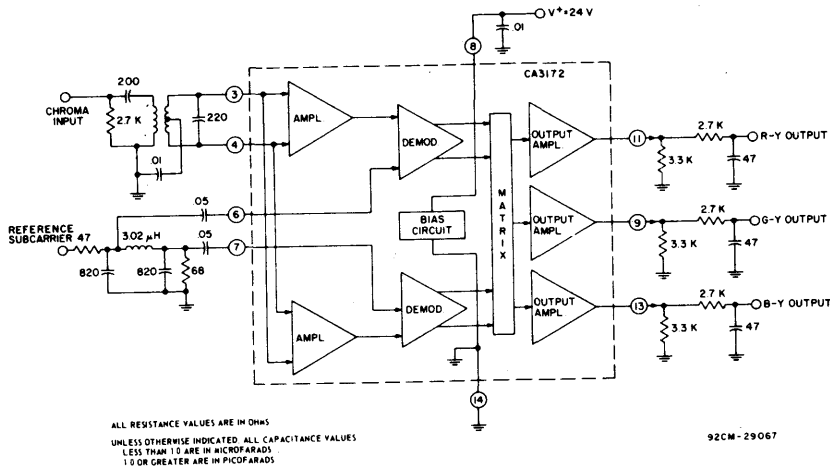 V⁺=24 V
.01
8
CA3172
200
3
2.7 K
CHROMA
INPUT
220
AMPL
DEMOD
OUTPUT
AMPL.
11
2.7 K
R-Y OUTPUT
3.3 K
47
4
.01
.05
6
MATRIX
REFERENCE
SUBCARRIER
47
3.02 µH
.05
7
BIAS
CIRCUIT
OUTPUT
AMPL.
9
2.7 K
G-Y OUTPUT
3.3 K
47
820
820
68
AMPL
DEMOD
OUTPUT
AMPL.
13
2.7 K
B-Y OUTPUT
3.3 K
47
14
ALL RESISTANCE VALUES ARE IN OHMS
UNLESS OTHERWISE INDICATED, ALL CAPACITANCE VALUES
LESS THAN 1.0 ARE IN MICROFARADS
1.0 OR GREATER ARE IN PICOFARADS
92CM-29067